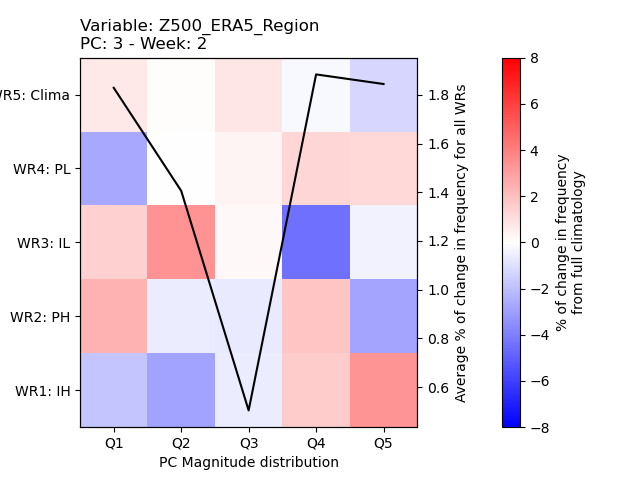 Variable: Z500_ERA5_Region
PC: 3 - Week: 2
R5: Clima
WR4: PL
WR3: IL
WR2: PH
WR1: IH
Q1 Q2 Q3 Q4 Q5
PC Magnitude distribution
1.8
1.6
1.4
1.2
1.0
0.8
0.6
Average % of change in frequency for all WRs
8
6
4
2
0
−2
−4
−6
−8
% of change in frequency
from full climatology